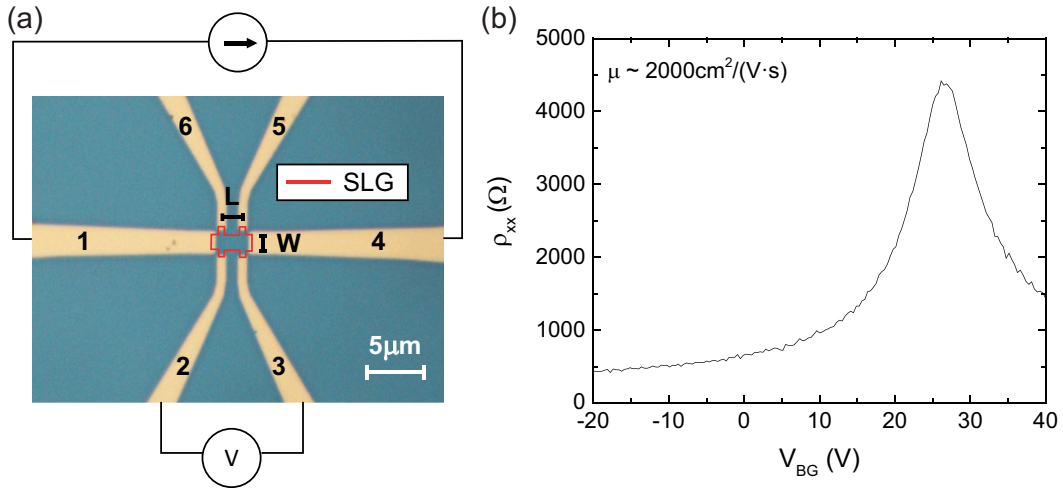 (a)
6
5
SLG
L
1
W
4
5μm
2
3
V
(b)
5000
μ ~ 2000cm²/(V·s)
4000
3000
2000
1000
0
ρxx (Ω)
-20 -10 0 10 20 30 40
VBG (V)